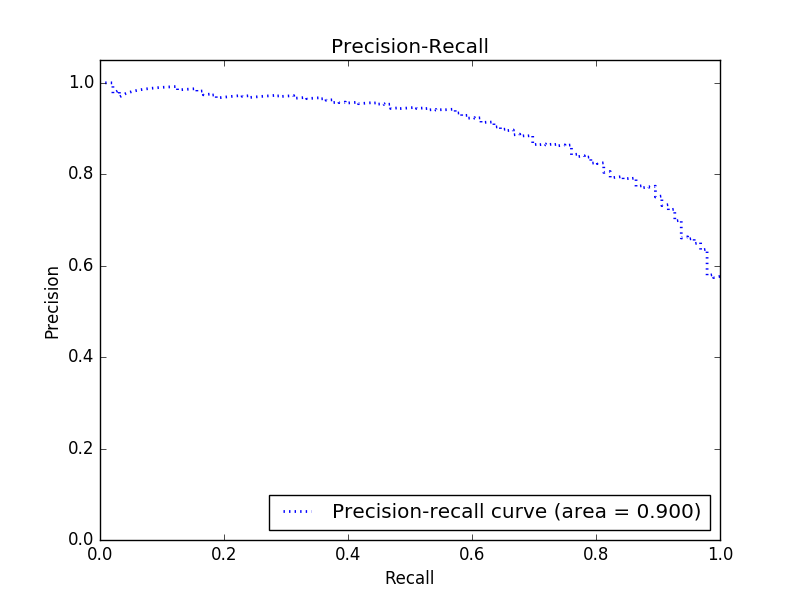 Precision-Recall
1.0
0.8
0.6
0.4
0.2
0.0
Precision
Precision-recall curve (area = 0.900)
0.0 0.2 0.4 0.6 0.8 1.0
Recall